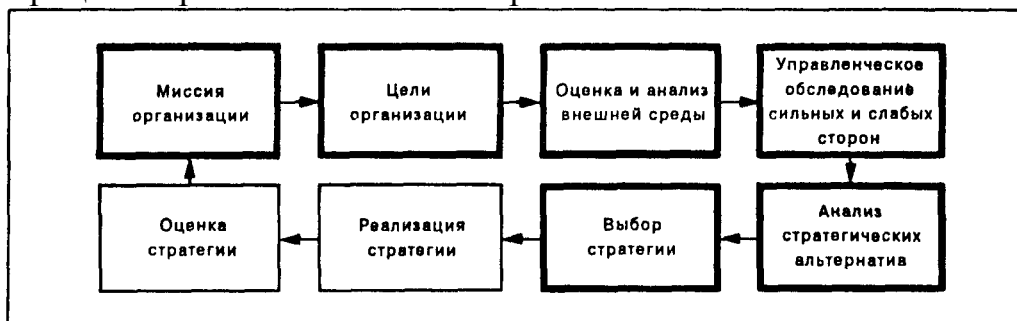 Миссия
организации
Цели
организации
Оценка и анализ
внешней среды
Управленческое
обследование
сильных и слабых
сторон
Оценка
стратегии
Реализация
стратегии
Выбор
стратегии
Анализ
стратегических
альтернатив